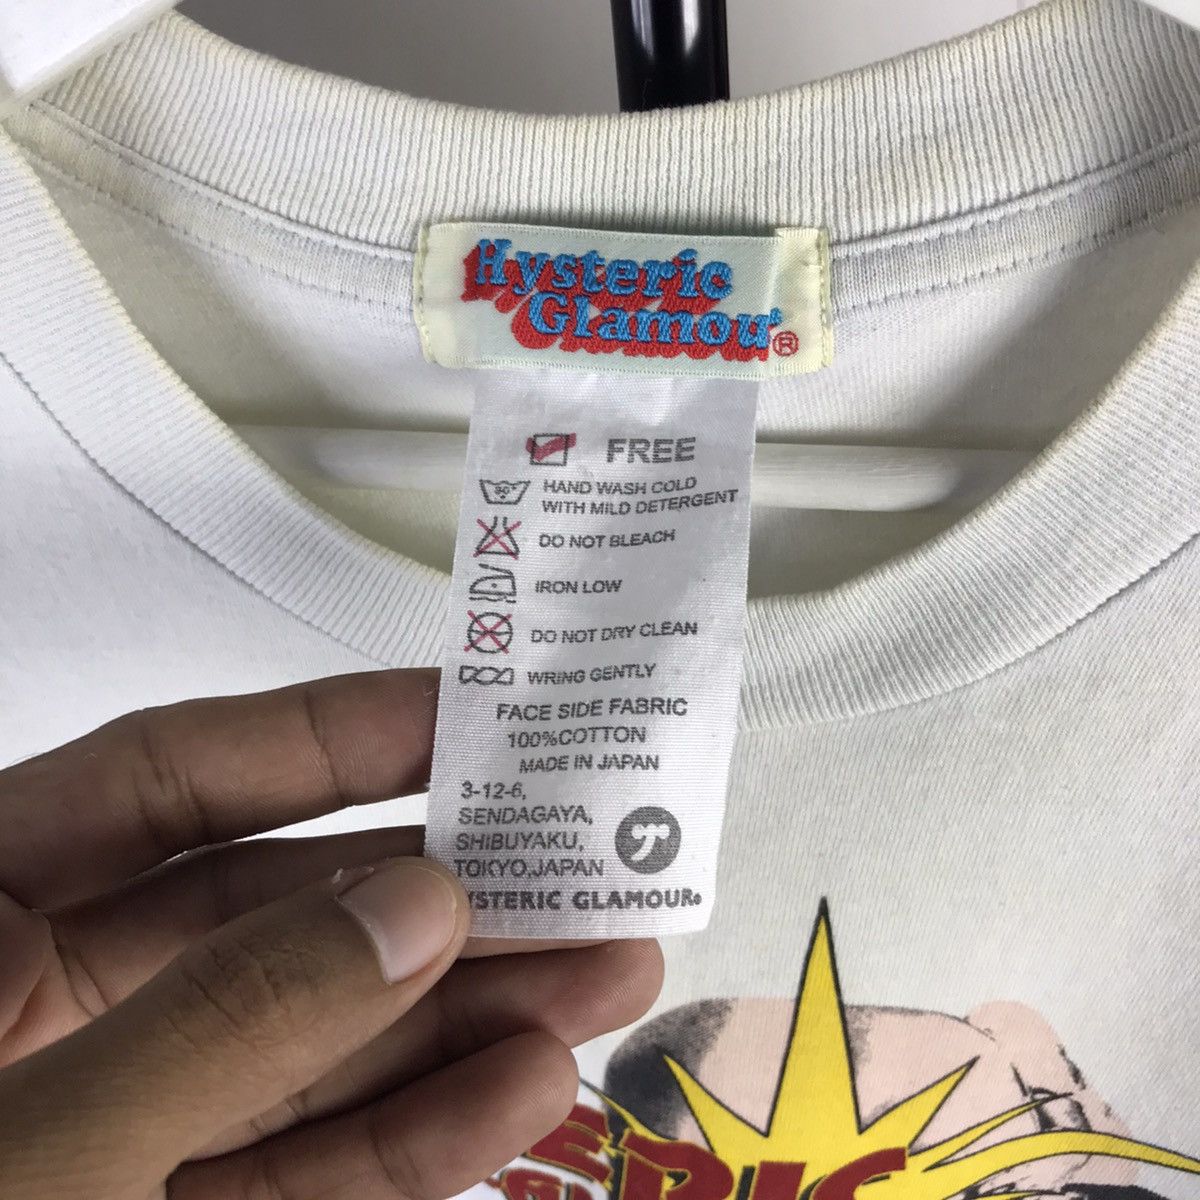 Hysteric
Glamour®
FREE
30
HAND WASH COLD
WITH MILD DETERGENT
DO NOT BLEACH
IRON LOW
DO NOT DRY CLEAN
WRING GENTLY
FACE SIDE FABRIC
100%COTTON
MADE IN JAPAN
3-12-6,
SENDAGAYA,
SHIBUYAKU,
TOKYO,JAPAN
YSTERIC GLAMOUR®